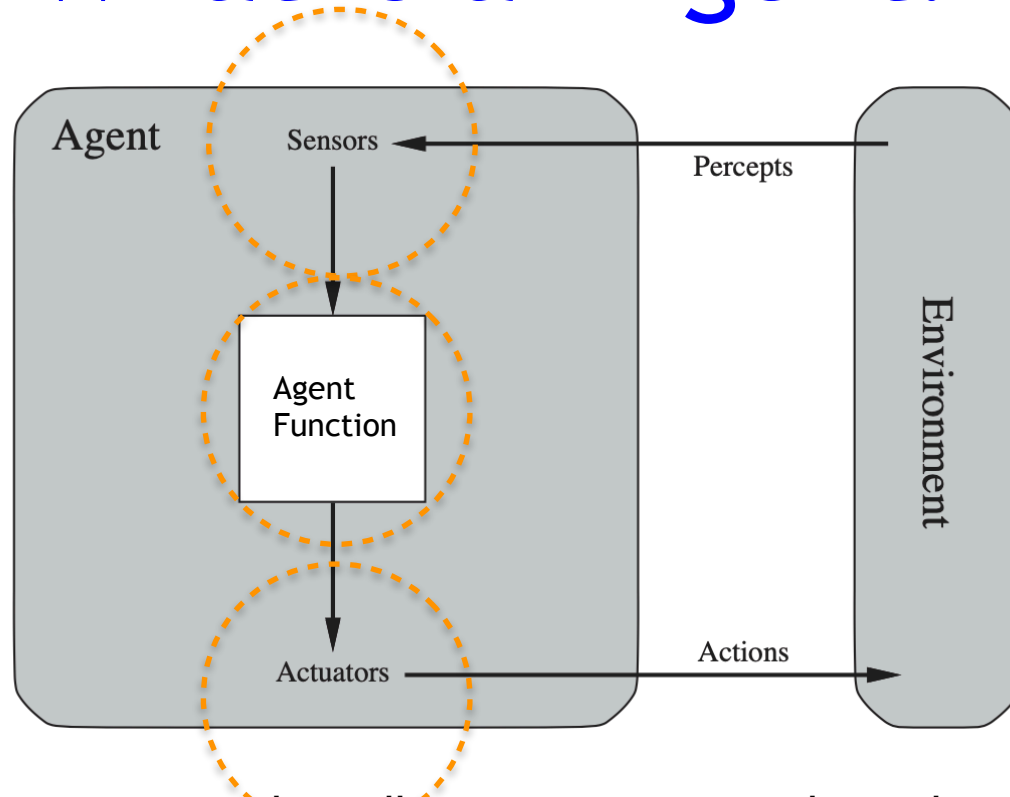 Agent
Sensors
Percepts
Agent
Function
Environment
Actions
Actuators